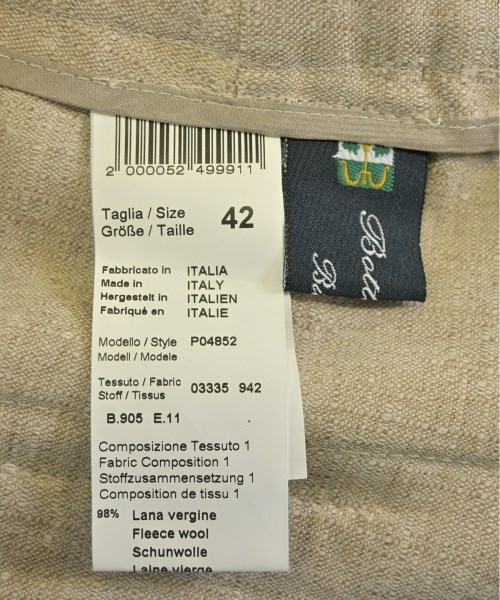 2 000052 499911
Taglia / Size
Größe / Taille
42
Fabbricato in ITALIA
Made in ITALY
Hergestelt in ITALIEN
Fabriqué en ITALIE
Modello / Style P04852
Modell / Modele
Tessuto / Fabric
Stoff / Tissus
03335 942
B.905 E.11
Composizione Tessuto 1
Fabric Composition 1
Stoffzusammensetzung 1
Composition de tissu 1
98% Lana vergine
Fleece wool
Schunwolle
Laine vierge